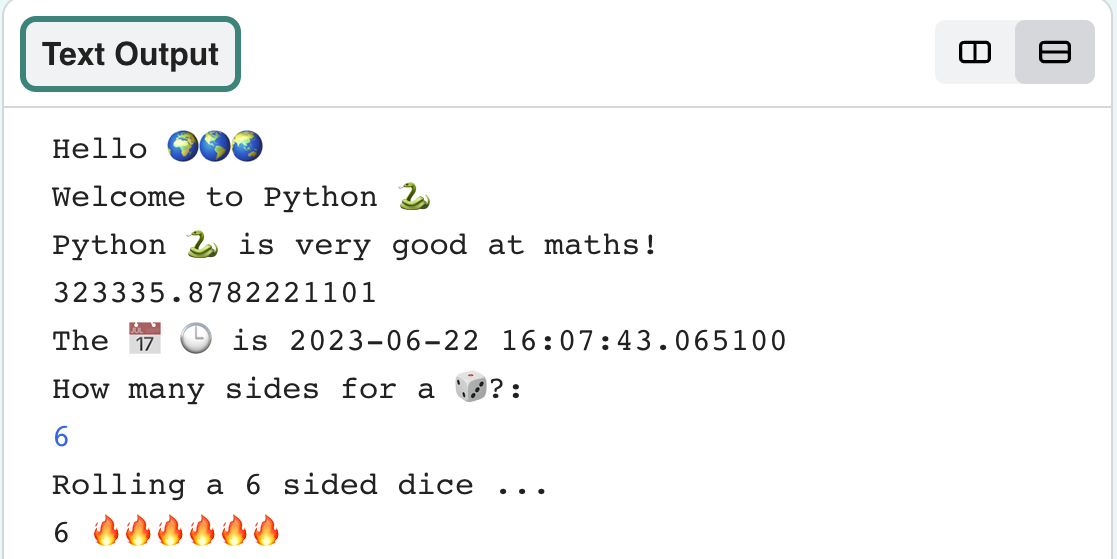 Text Output
Hello 🌍🌎🌏
Welcome to Python 🐍
Python 🐍 is very good at maths!
323335.8782221101
The 📅 🕒 is 2023-06-22 16:07:43.065100
How many sides for a 🎲?:
6
Rolling a 6 sided dice ...
6 🔥🔥🔥🔥🔥🔥